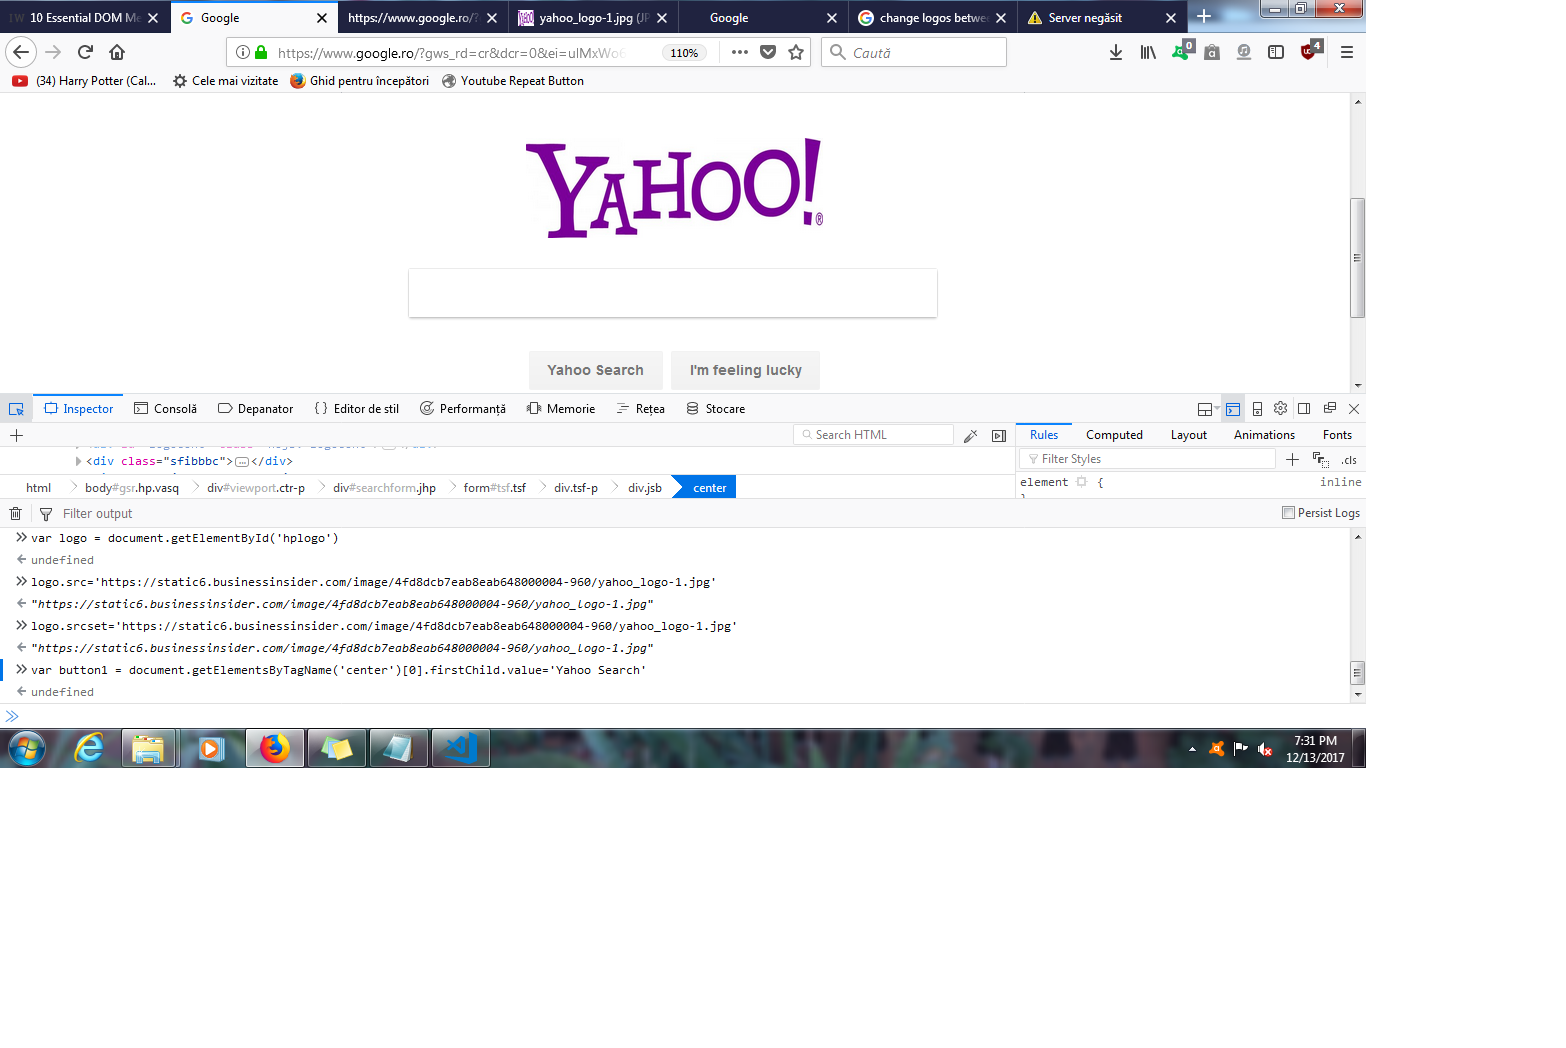 10 Essential DOM Me
Google
https://www.google.ro/?
yahoo_logo-1.jpg (JP
Google
change logos betwe
Server negăsit
https://www.google.ro/?gws_rd=cr&dcr=0&ei=ulMxWo6
110%
Caută
0
4
(34) Harry Potter (Cal...
Cele mai vizitate
Ghid pentru începători
Youtube Repeat Button
YAHOO!®
Yahoo Search
I'm feeling lucky
Inspector
Consolă
Depanator
Editor de stil
Performanță
Memorie
Rețea
Stocare
Search HTML
Rules
Computed
Layout
Animations
Fonts
<div class="sfibbbc"></div>
Filter Styles
.cls
html
body#gsr.hp.vasq
div#viewport.ctr-p
div#searchform.jhp
form#tsf.tsf
div.tsf-p
div.jsb
center
element {
inline
Filter output
Persist Logs
var logo = document.getElementById('hplogo')
undefined
logo.src='https://static6.businessinsider.com/image/4fd8dcb7eab8eab648000004-960/yahoo_logo-1.jpg'
"https://static6.businessinsider.com/image/4fd8dcb7eab8eab648000004-960/yahoo_logo-1.jpg"
logo.srcset='https://static6.businessinsider.com/image/4fd8dcb7eab8eab648000004-960/yahoo_logo-1.jpg'
"https://static6.businessinsider.com/image/4fd8dcb7eab8eab648000004-960/yahoo_logo-1.jpg"
var button1 = document.getElementsByTagName('center')[0].firstChild.value='Yahoo Search'
undefined
7:31 PM
12/13/2017